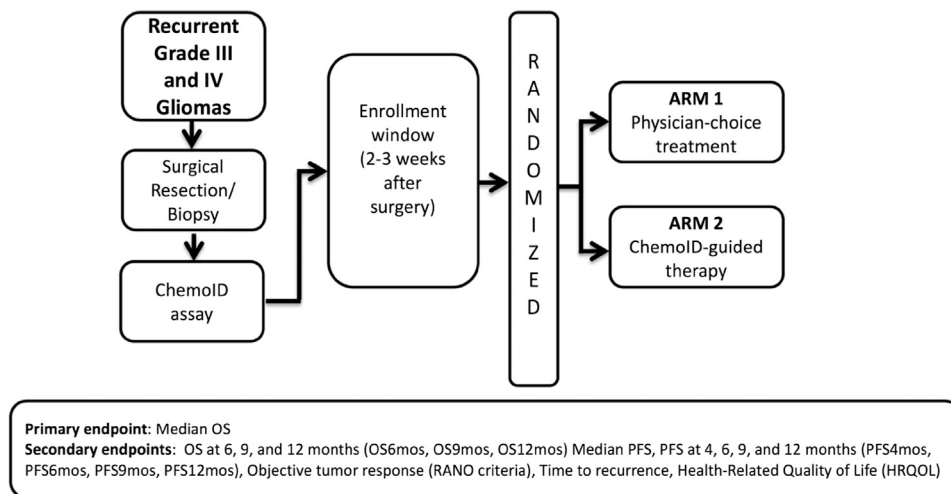 Recurrent
Grade III
and IV
Gliomas
Surgical
Resection/
Biopsy
ChemoID
assay
Enrollment
window
(2-3 weeks
after
surgery)
R
A
N
D
O
M
I
Z
E
D
ARM 1
Physician-choice
treatment
ARM 2
ChemoID-guided
therapy
Primary endpoint: Median OS
Secondary endpoints: OS at 6, 9, and 12 months (OS6mos, OS9mos, OS12mos) Median PFS, PFS at 4, 6, 9, and 12 months (PFS4mos,
PFS6mos, PFS9mos, PFS12mos), Objective tumor response (RANO criteria), Time to recurrence, Health-Related Quality of Life (HRQOL)